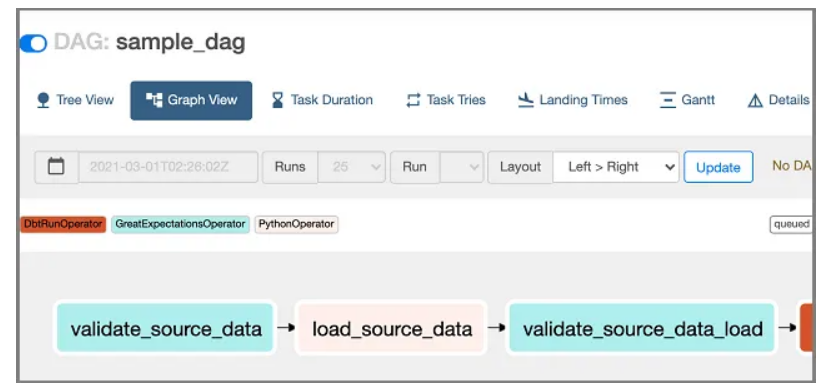 DAG: sample_dag
Tree View Graph View Task Duration Task Tries Landing Times Gantt Details
2021-03-01T02:26:02Z Runs 25 Run Layout Left > Right Update No DA
DbtRunOperator GreatExpectationsOperator PythonOperator queued
validate_source_data load_source_data validate_source_data_load